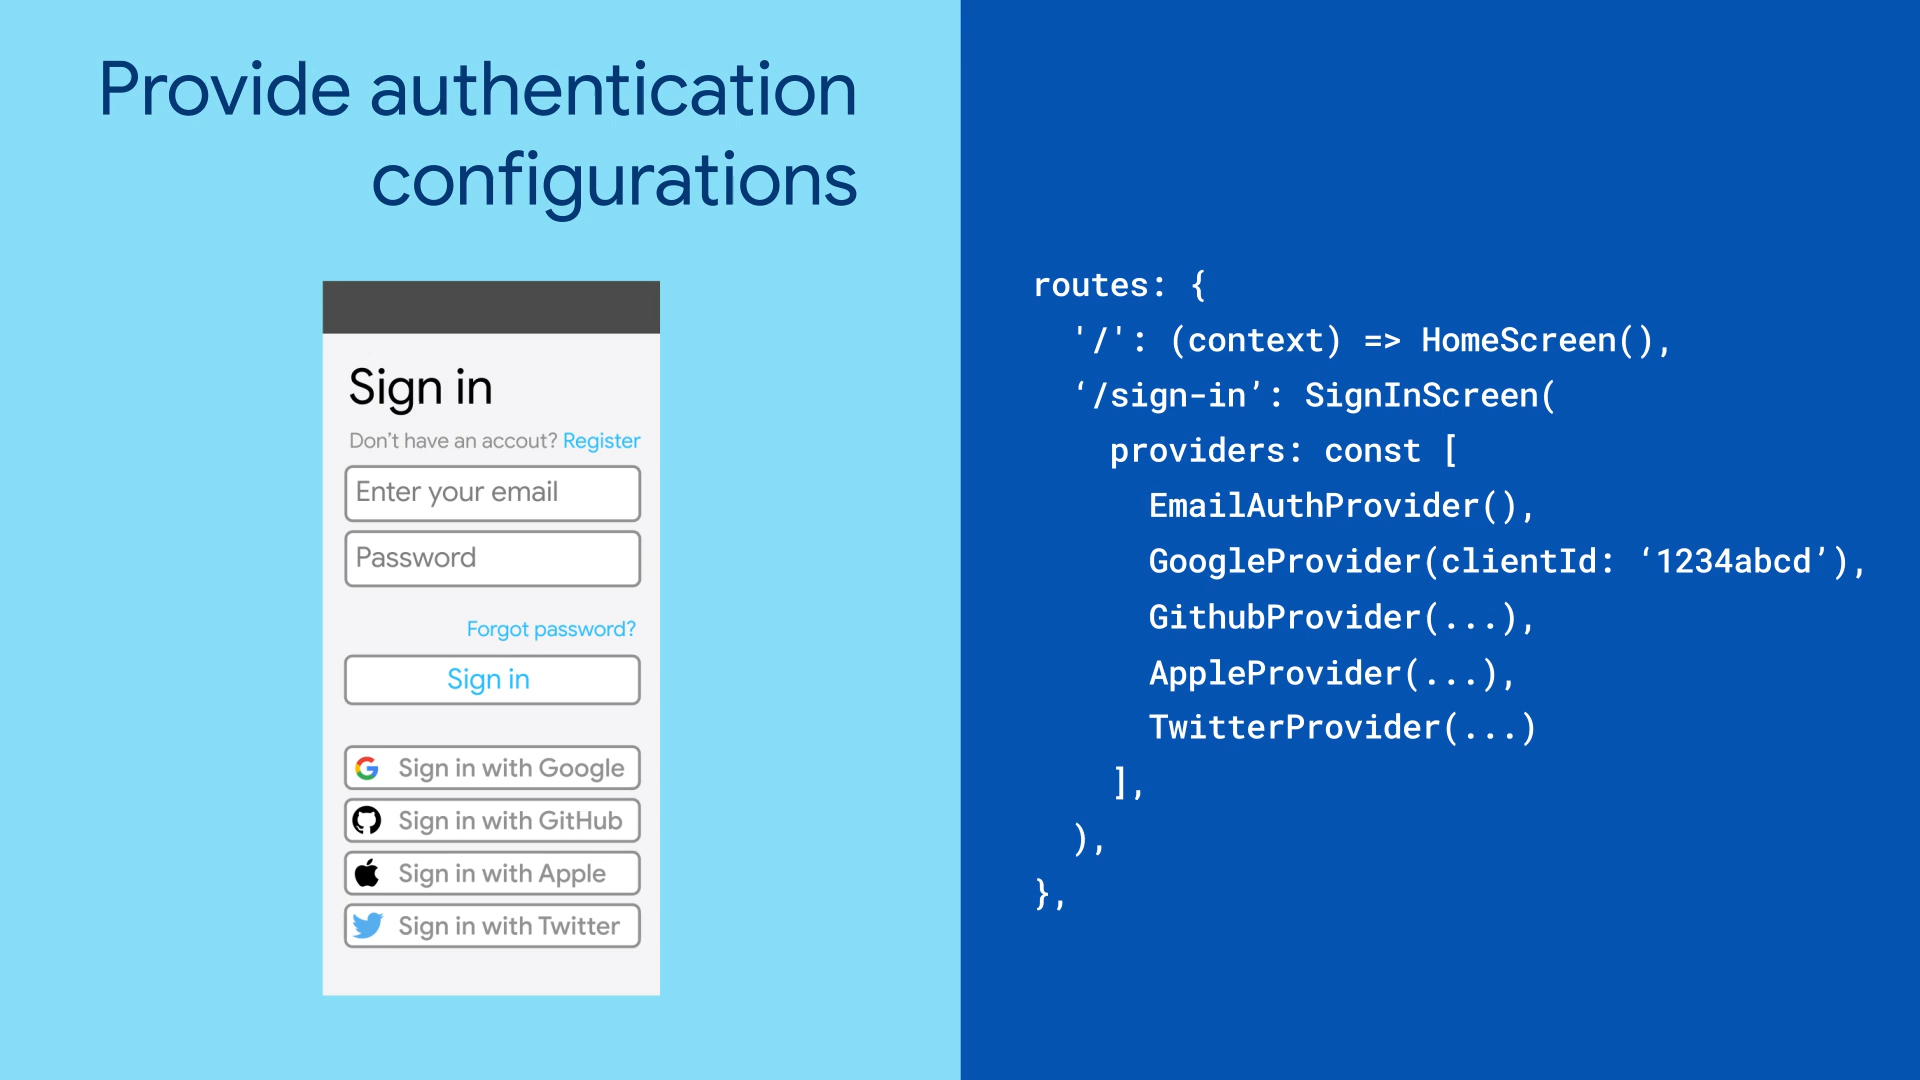 Provide authentication
configurations
Sign in
Don't have an accout? Register
Enter your email
Password
Forgot password?
Sign in
Sign in with Google
Sign in with GitHub
Sign in with Apple
Sign in with Twitter
routes: {
'/': (context) => HomeScreen(),
‘/sign-in’: SignInScreen(
providers: const [
EmailAuthProvider(),
GoogleProvider(clientId: ‘1234abcd’),
GithubProvider(...),
AppleProvider(...),
TwitterProvider(...)
],
),
},